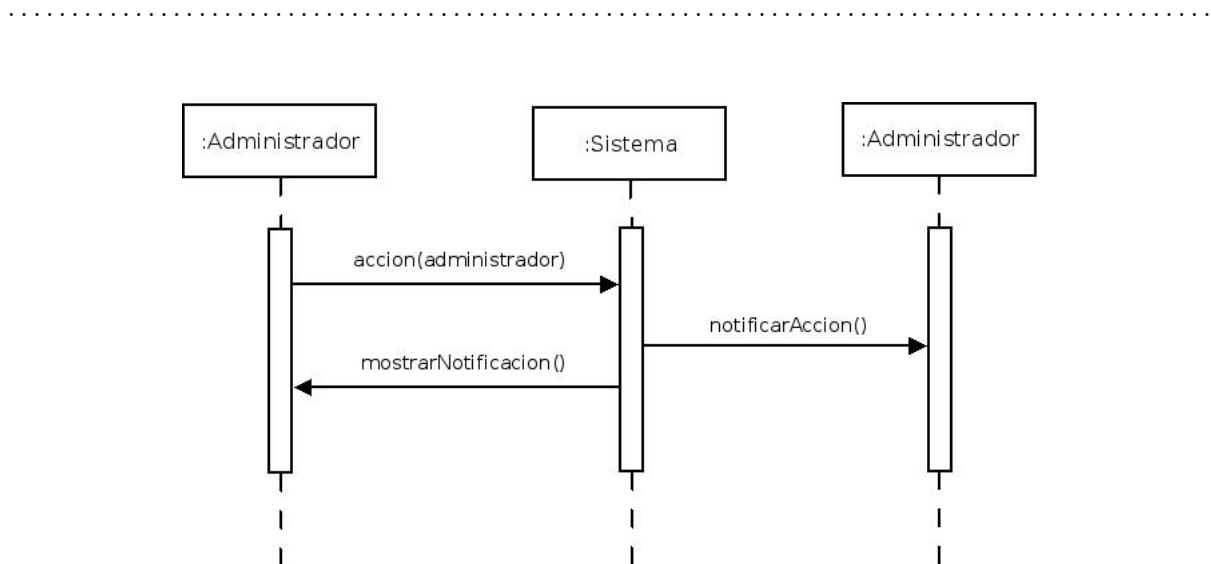 :Administrador
:Sistema
:Administrador
accion(administrador)
notificarAccion()
mostrarNotificacion()